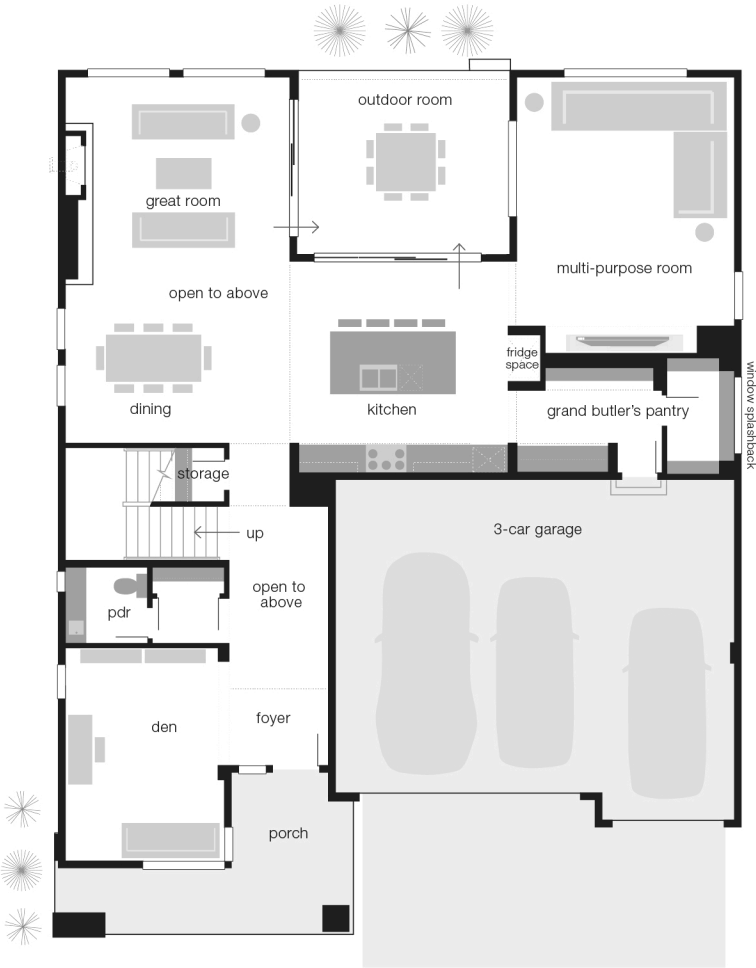 outdoor room
great room
multi-purpose room
open to above
fridge
space
dining
kitchen
grand butler's pantry
window splashback
storage
up
3-car garage
open to
above
pdr
foyer
den
porch